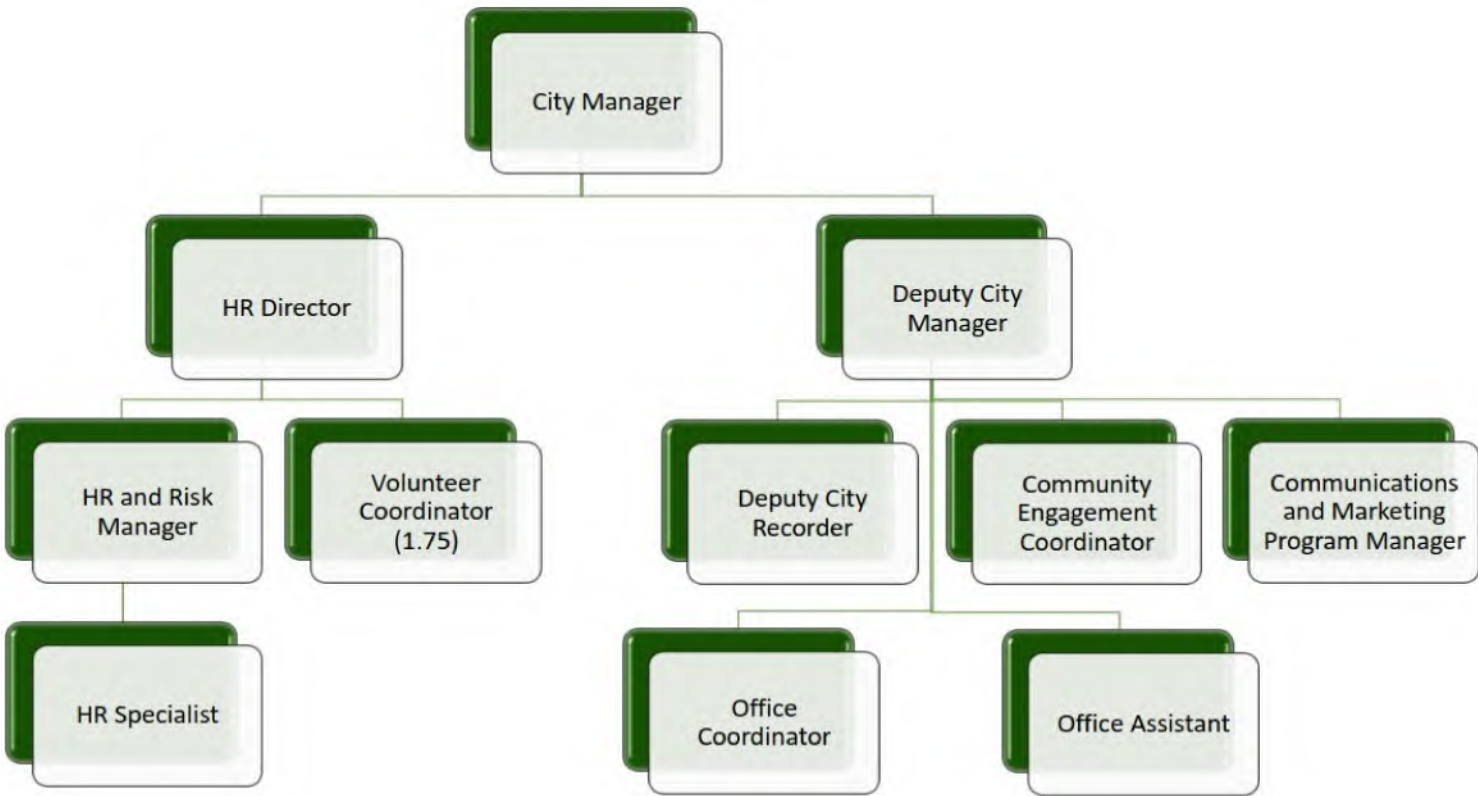 City Manager
HR Director
Deputy City
Manager
HR and Risk
Manager
Volunteer
Coordinator
(1.75)
Deputy City
Recorder
Community
Engagement
Coordinator
Communications
and Marketing
Program Manager
HR Specialist
Office
Coordinator
Office Assistant